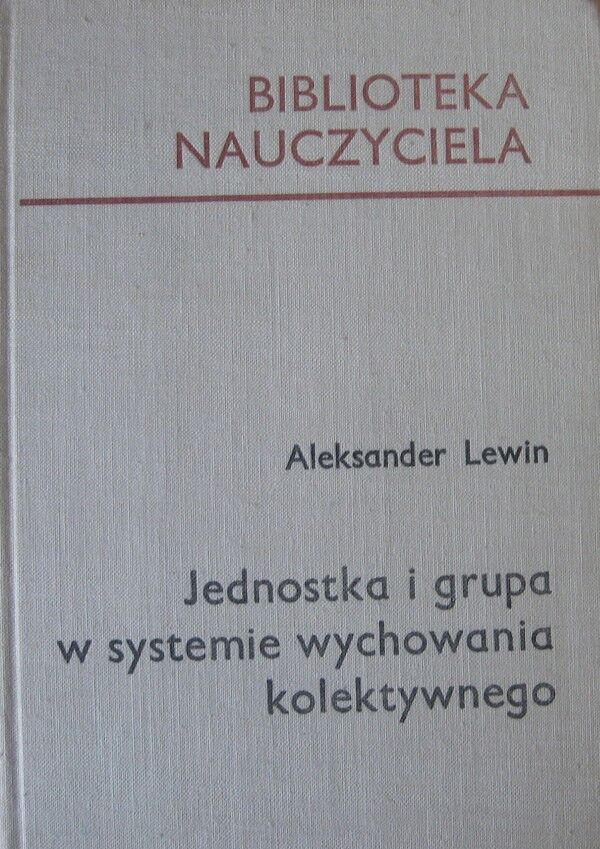 BIBLIOTEKA
NAUCZYCIELA
Aleksander Lewin
Jednostka i grupa
w systemie wychowania
kolektywnego